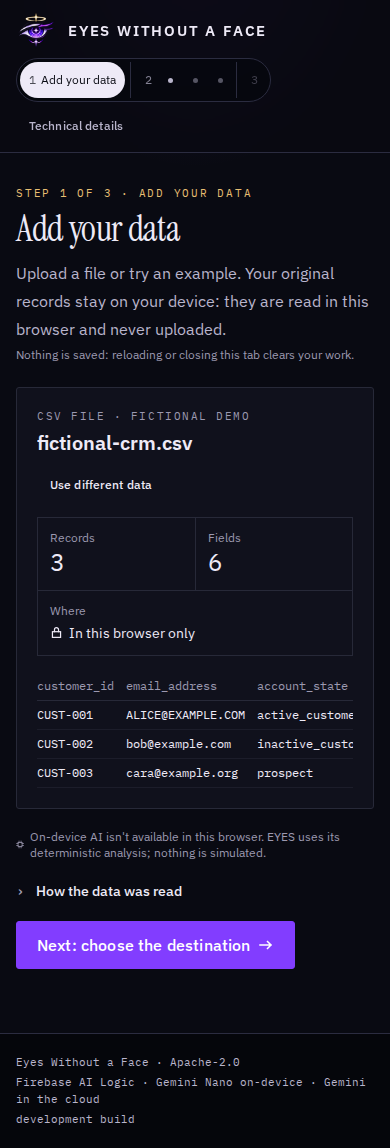 EYES WITHOUT A FACE
1 Add your data 2 3
Technical details
STEP 1 OF 3 · ADD YOUR DATA
Add your data
Upload a file or try an example. Your original
records stay on your device: they are read in this
browser and never uploaded.
Nothing is saved: reloading or closing this tab clears your work.
CSV FILE · FICTIONAL DEMO
fictional-crm.csv
Use different data
Records Fields
3 6
Where
In this browser only
customer_id email_address account_state
CUST-001 ALICE@EXAMPLE.COM active_custome
CUST-002 bob@example.com inactive_custo
CUST-003 cara@example.org prospect
On-device AI isn't available in this browser. EYES uses its
deterministic analysis; nothing is simulated.
› How the data was read
Next: choose the destination →
Eyes Without a Face · Apache-2.0
Firebase AI Logic · Gemini Nano on-device · Gemini
in the cloud
development build